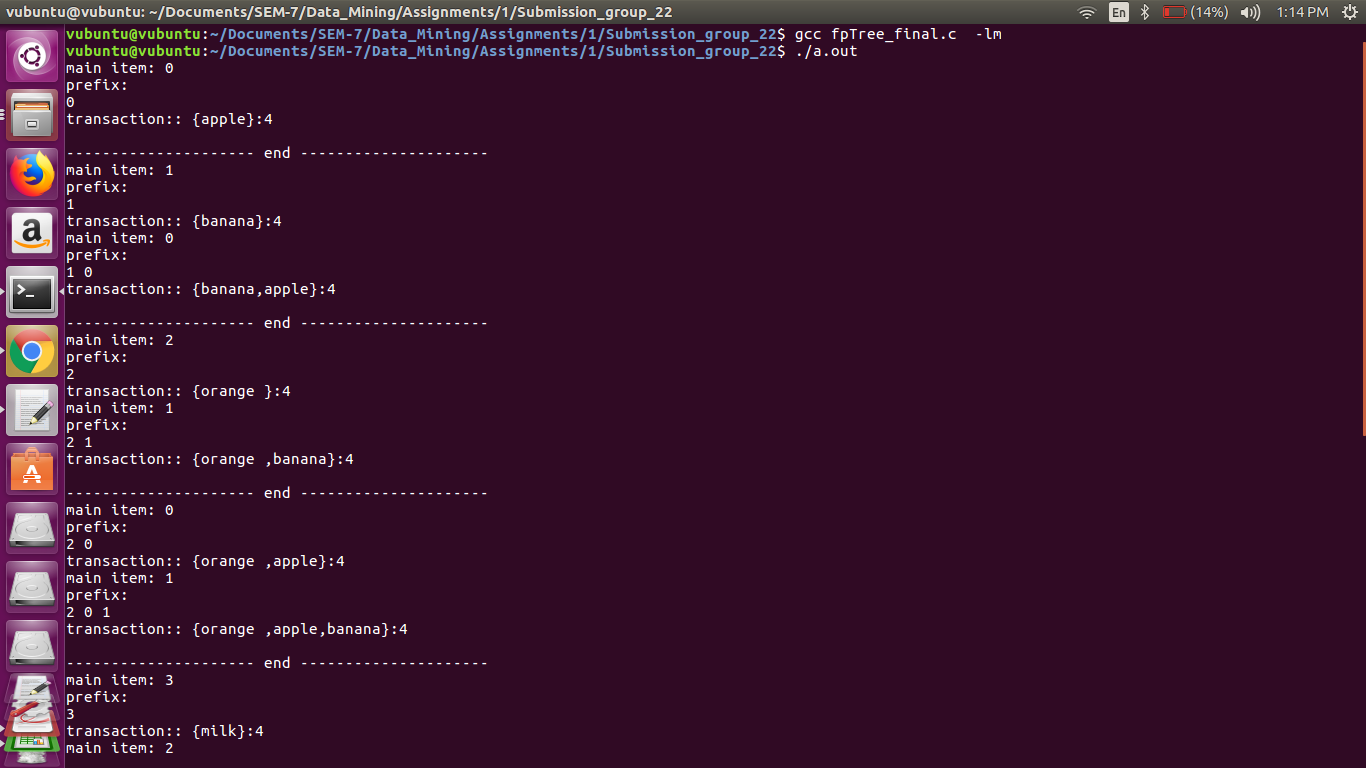 vubuntu@vubuntu: ~/Documents/SEM-7/Data_Mining/Assignments/1/Submission_group_22 En (14%) 1:14 PM
vubuntu@vubuntu:~/Documents/SEM-7/Data_Mining/Assignments/1/Submission_group_22$ gcc fpTree_final.c  -lm
vubuntu@vubuntu:~/Documents/SEM-7/Data_Mining/Assignments/1/Submission_group_22$ ./a.out
main item: 0
prefix:
0
transaction:: {apple}:4
--------------------- end ---------------------
main item: 1
prefix:
1
transaction:: {banana}:4
main item: 0
prefix:
1 0
transaction:: {banana,apple}:4
--------------------- end ---------------------
main item: 2
prefix:
2
transaction:: {orange }:4
main item: 1
prefix:
2 1
transaction:: {orange ,banana}:4
--------------------- end ---------------------
main item: 0
prefix:
2 0
transaction:: {orange ,apple}:4
main item: 1
prefix:
2 0 1
transaction:: {orange ,apple,banana}:4
--------------------- end ---------------------
main item: 3
prefix:
3
transaction:: {milk}:4
main item: 2